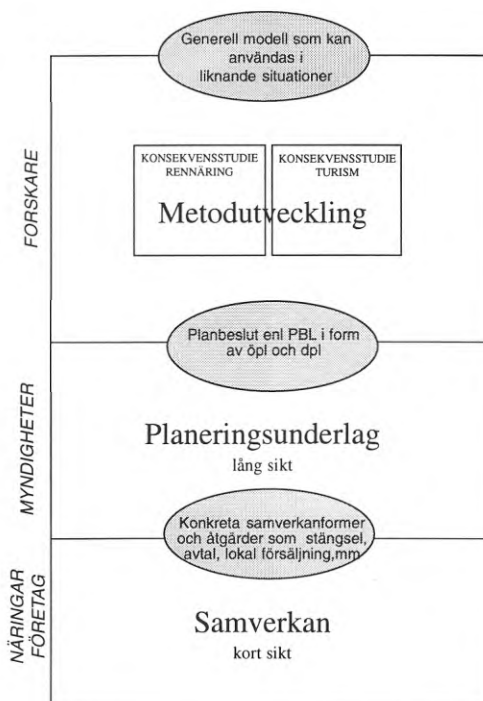 Generell modell som kan
användas i
liknande situationer
FORSKARE
KONSEKVENSSTUDIE
RENNÄRING
KONSEKVENSSTUDIE
TURISM
Metodutveckling
Planbeslut enl PBL i form
av öpl och dpl
MYNDIGHETER
Planeringsunderlag
lång sikt
Konkreta samverkanformer
och åtgärder som stängsel,
avtal, lokal försäljning,mm
NÄRINGAR
FÖRETAG
Samverkan
kort sikt